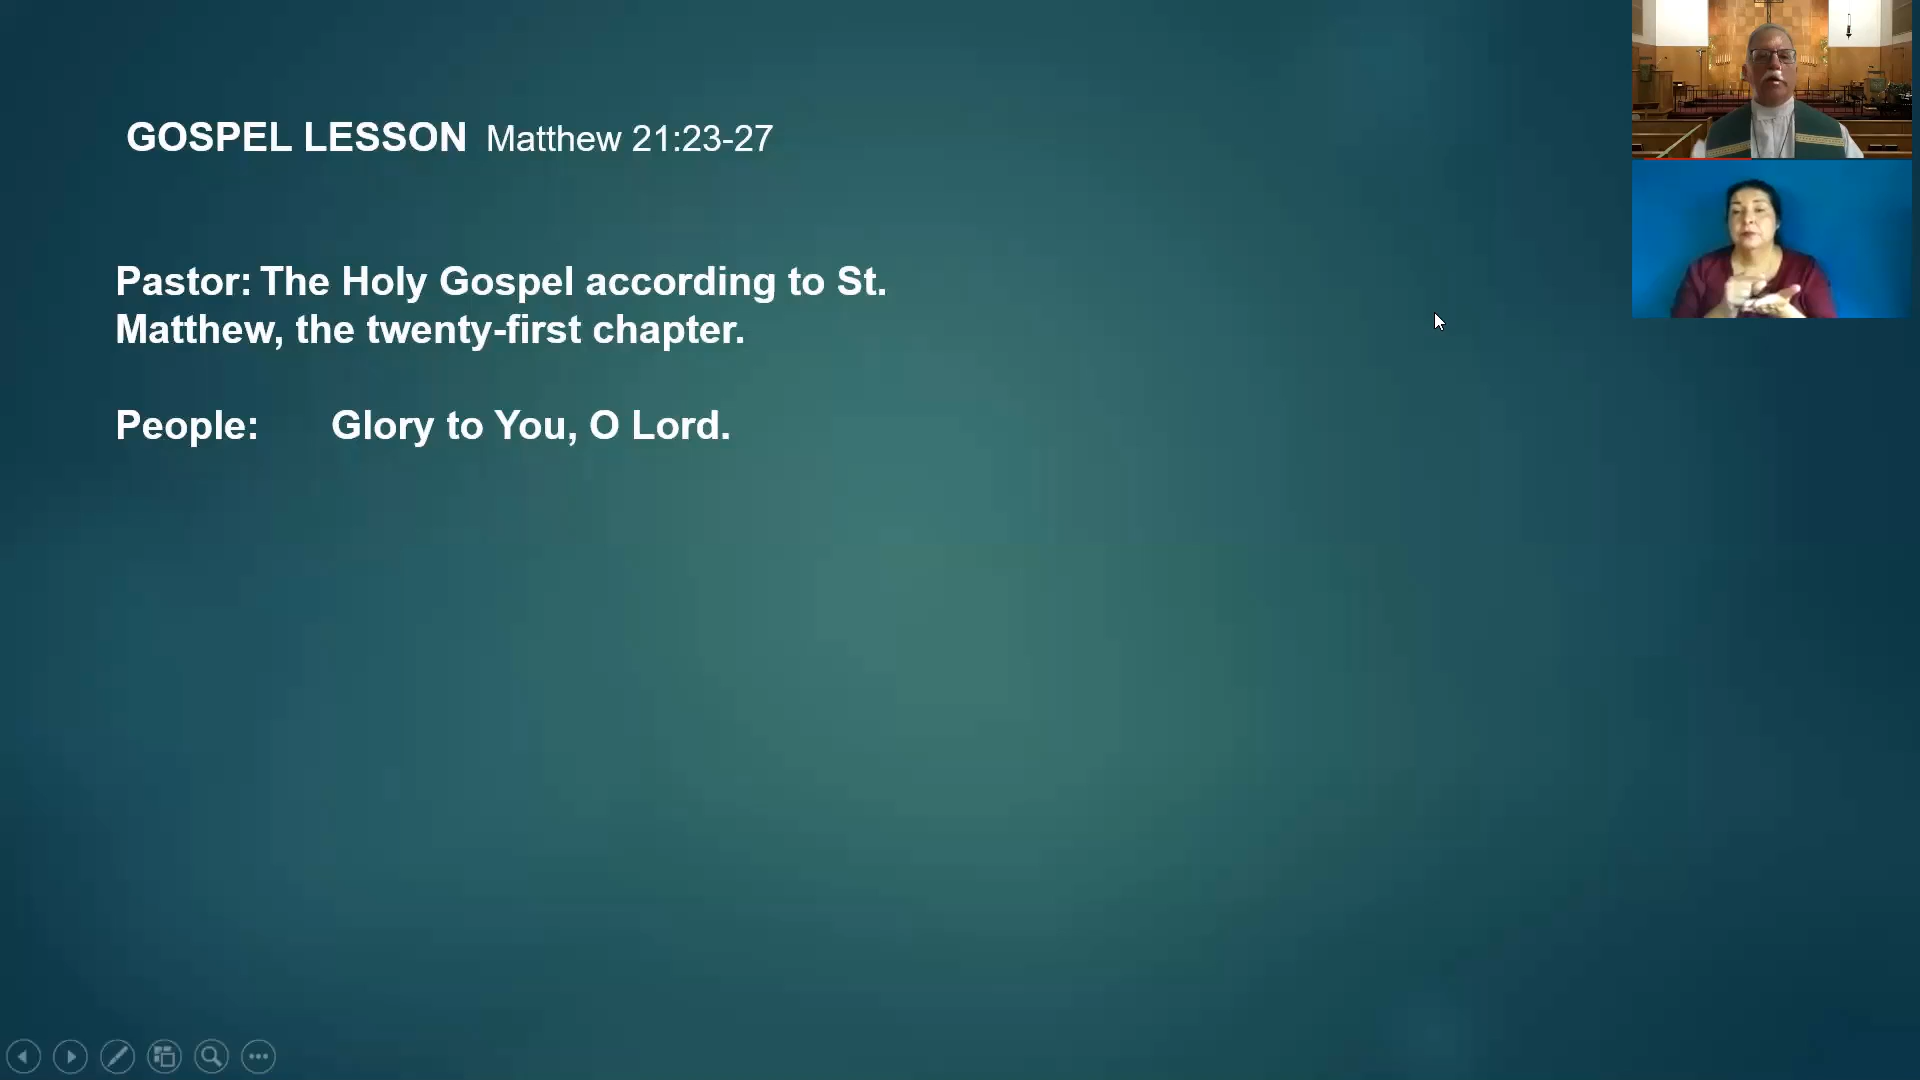 GOSPEL LESSON Matthew 21:23-27
Pastor: The Holy Gospel according to St.
Matthew, the twenty-first chapter.
People: Glory to You, O Lord.